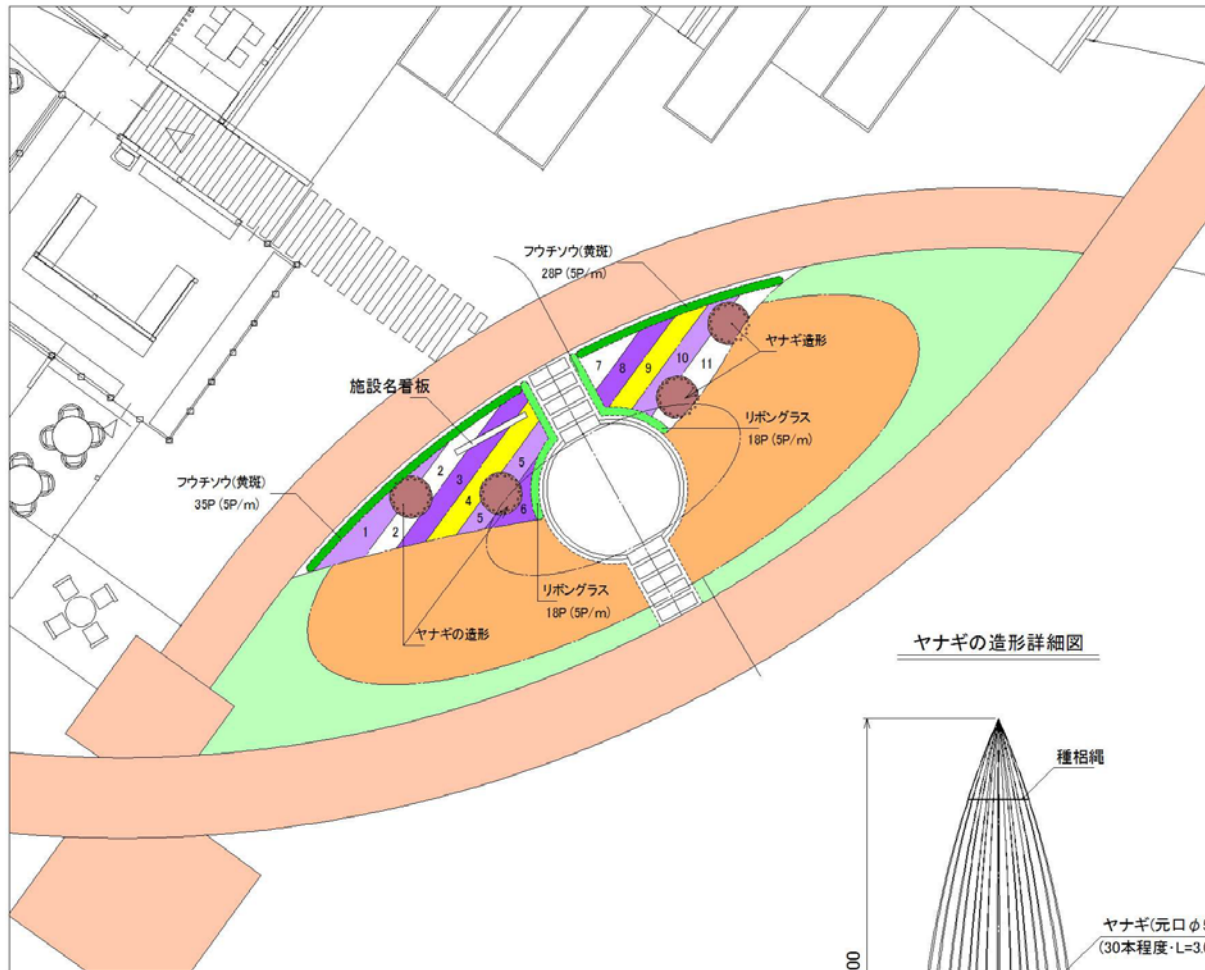 フウチソウ(黄斑)
28P (5P/m)
ヤナギ造形
7
8
9
10
11
施設名看板
リボングラス
18P (5P/m)
フウチソウ(黄斑)
35P (5P/m)
1
2
2
3
4
5
5
6
リボングラス
18P (5P/m)
ヤナギの造形
ヤナギの造形詳細図
種梠縄
ヤナギ(元口φ
(30本程度・L=3.
00